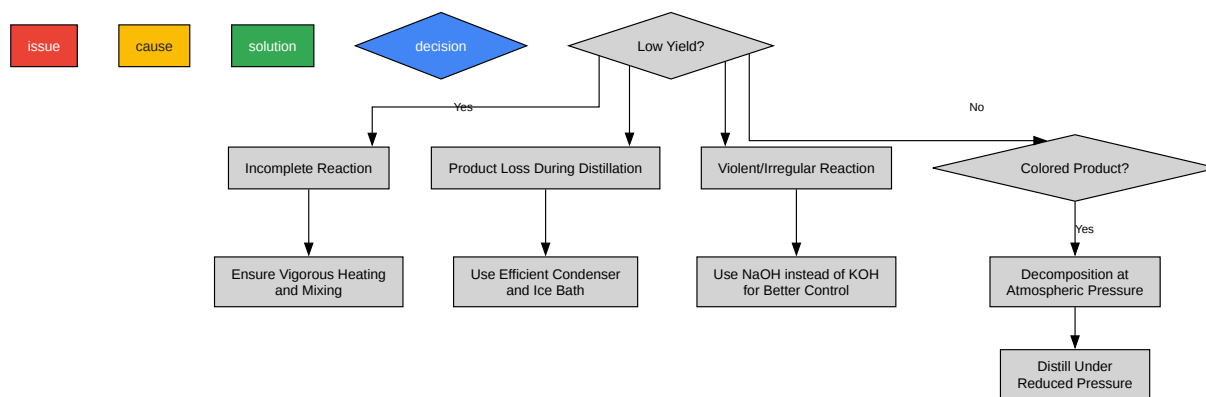 issue
cause
solution
decision
Low Yield?
Yes
No
Incomplete Reaction
Product Loss During Distillation
Violent/Irregular Reaction
Colored Product?
Yes
Ensure Vigorous Heating
and Mixing
Use Efficient Condenser
and Ice Bath
Use NaOH instead of KOH
for Better Control
Decomposition at
Atmospheric Pressure
Distill Under
Reduced Pressure